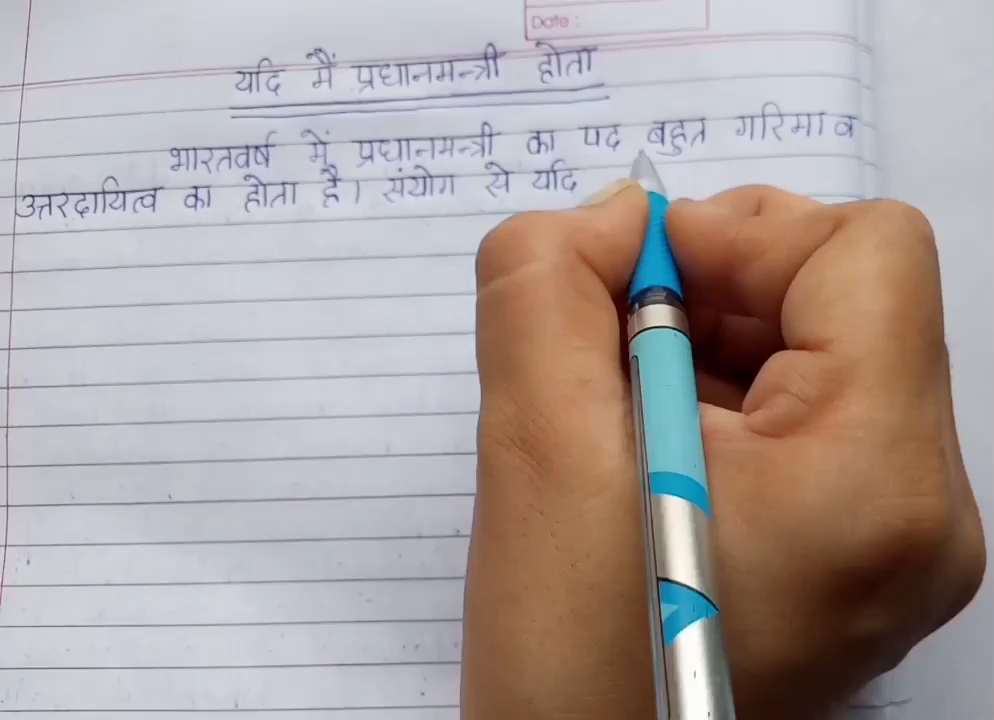 Date :
यदि मैं प्रधानमन्त्री होता
भारतवर्ष में प्रधानमन्त्री का पद बहुत गरिमा व
उत्तरदायित्व का होता है। संयोग से यदि